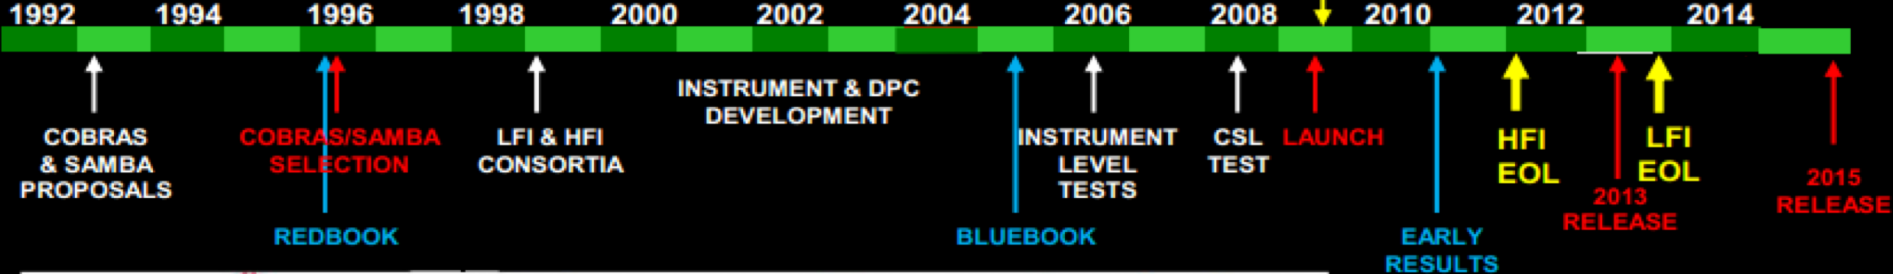 1992 1994 1996 1998 2000 2002 2004 2006 2008 2010 2012 2014
COBRAS
& SAMBA
PROPOSALS
COBRAS/SAMBA
SELECTION
REDBOOK
LFI & HFI
CONSORTIA
INSTRUMENT & DPC
DEVELOPMENT
BLUEBOOK
INSTRUMENT
LEVEL
TESTS
CSL
TEST
LAUNCH
EARLY
RESULTS
HFI
EOL
2013
RELEASE
LFI
EOL
2015
RELEASE